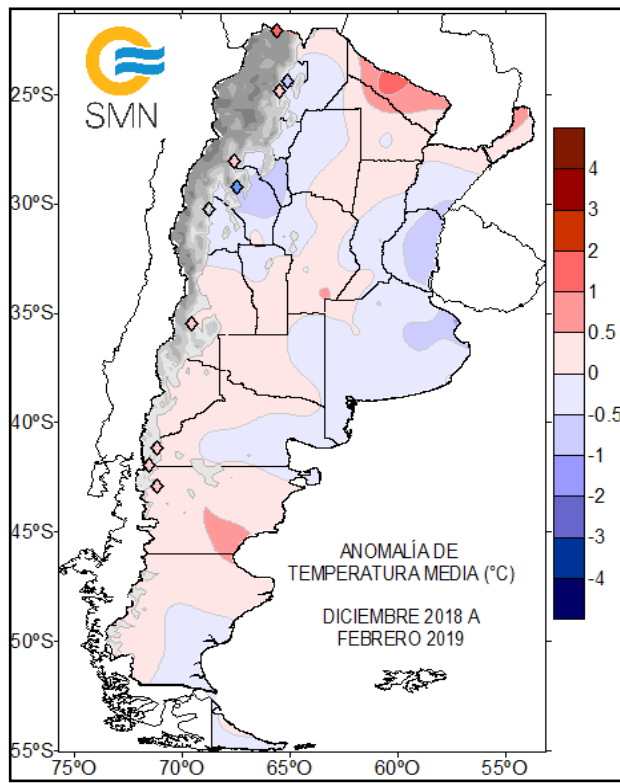 SMN
25ºS
30ºS
35ºS
40ºS
45ºS
50ºS
55ºS
75ºO
70ºO
65ºO
60ºO
55ºO
4
3
2
1
0.5
0
-0.5
-1
-2
-3
-4
ANOMALÍA DE
TEMPERATURA MEDIA (°C)
DICIEMBRE 2018 A
FEBRERO 2019